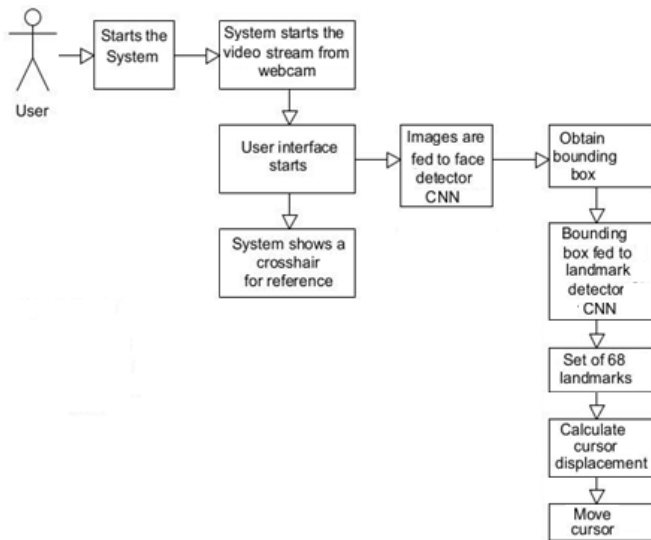 User
Starts the
System
System starts the
video stream from
webcam
User interface
starts
System shows a
crosshair
for reference
Images are
fed to face
detector
CNN
Obtain
bounding
box
Bounding
box fed to
landmark
detector
CNN
Set of 68
landmarks
Calculate
cursor
displacement
Move
cursor